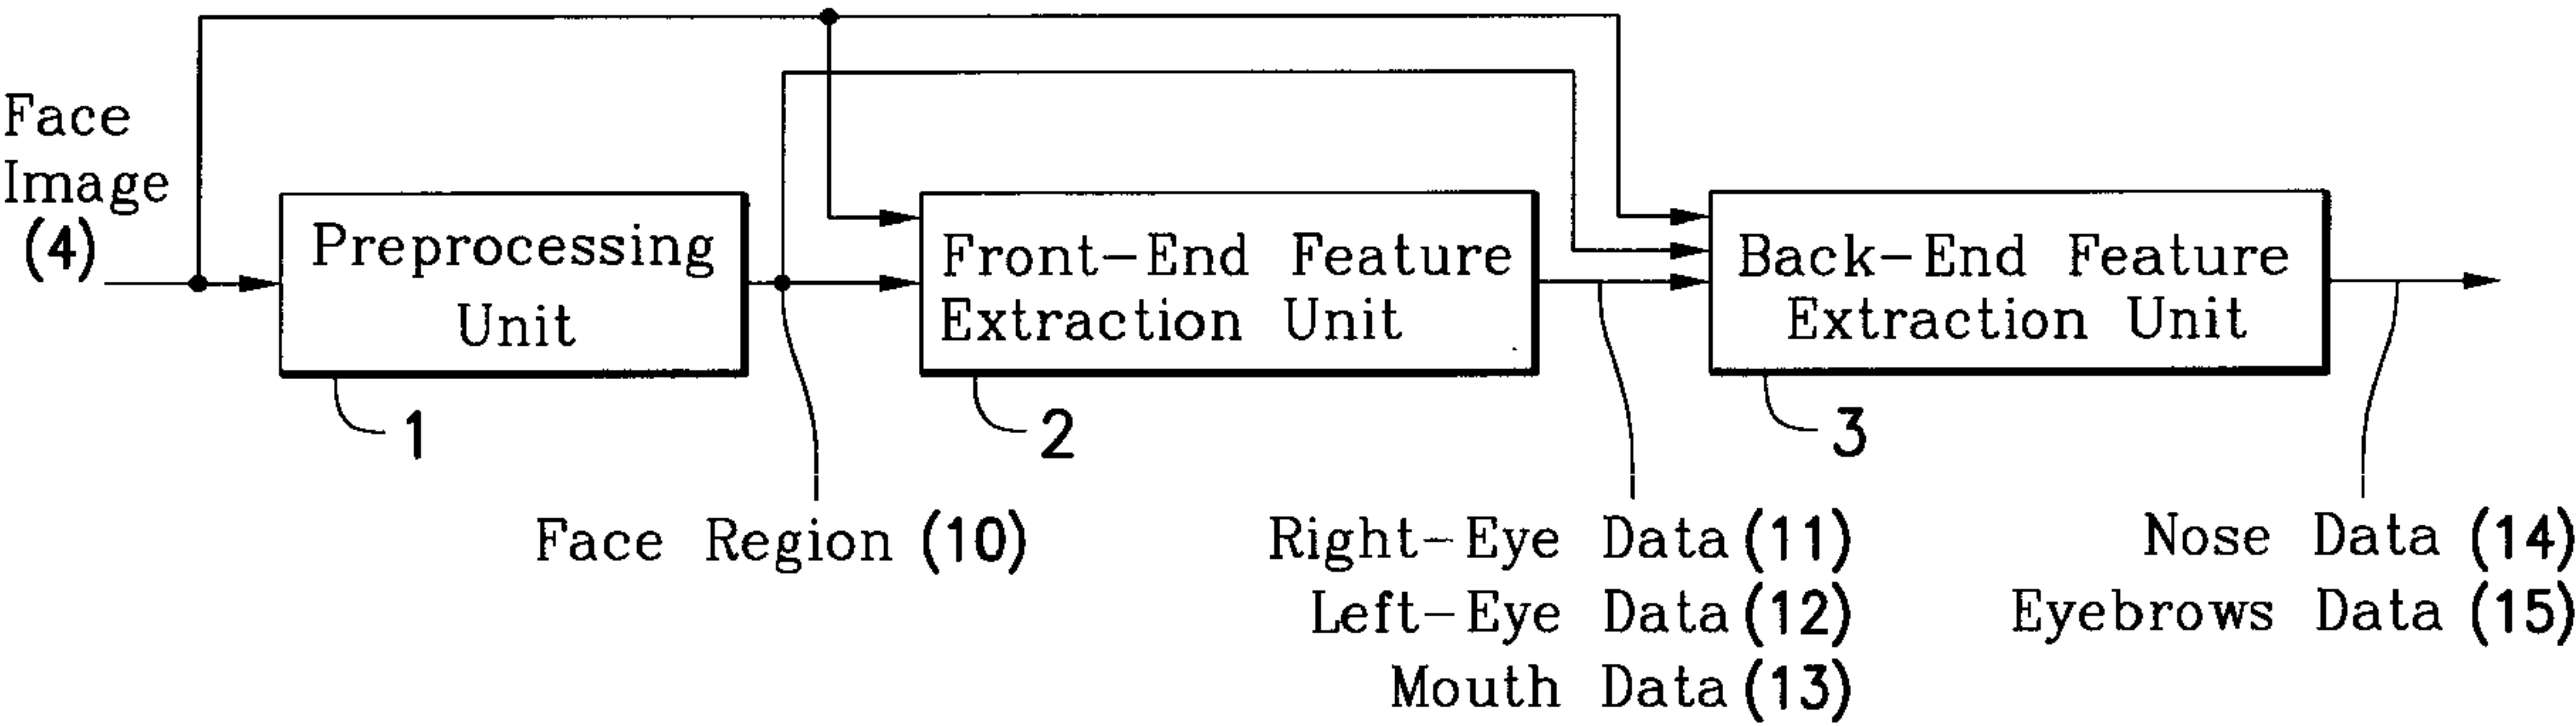 Face
Image
(4)
Preprocessing
Unit
Front-End Feature
Extraction Unit
Back-End Feature
Extraction Unit
1
2
3
Face Region (10)
Right-Eye Data (11)
Left-Eye Data (12)
Mouth Data (13)
Nose Data (14)
Eyebrows Data (15)